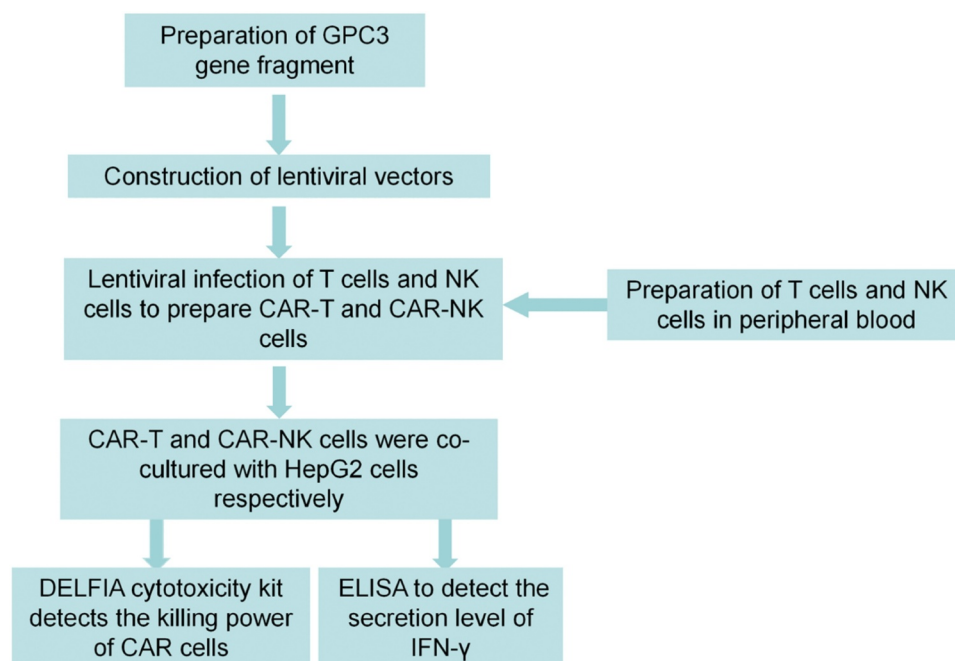 Preparation of GPC3
gene fragment
Construction of lentiviral vectors
Lentiviral infection of T cells and NK
cells to prepare CAR-T and CAR-NK
cells
Preparation of T cells and NK
cells in peripheral blood
CAR-T and CAR-NK cells were co-
cultured with HepG2 cells
respectively
DELFIA cytotoxicity kit
detects the killing power
of CAR cells
ELISA to detect the
secretion level of
IFN-γ